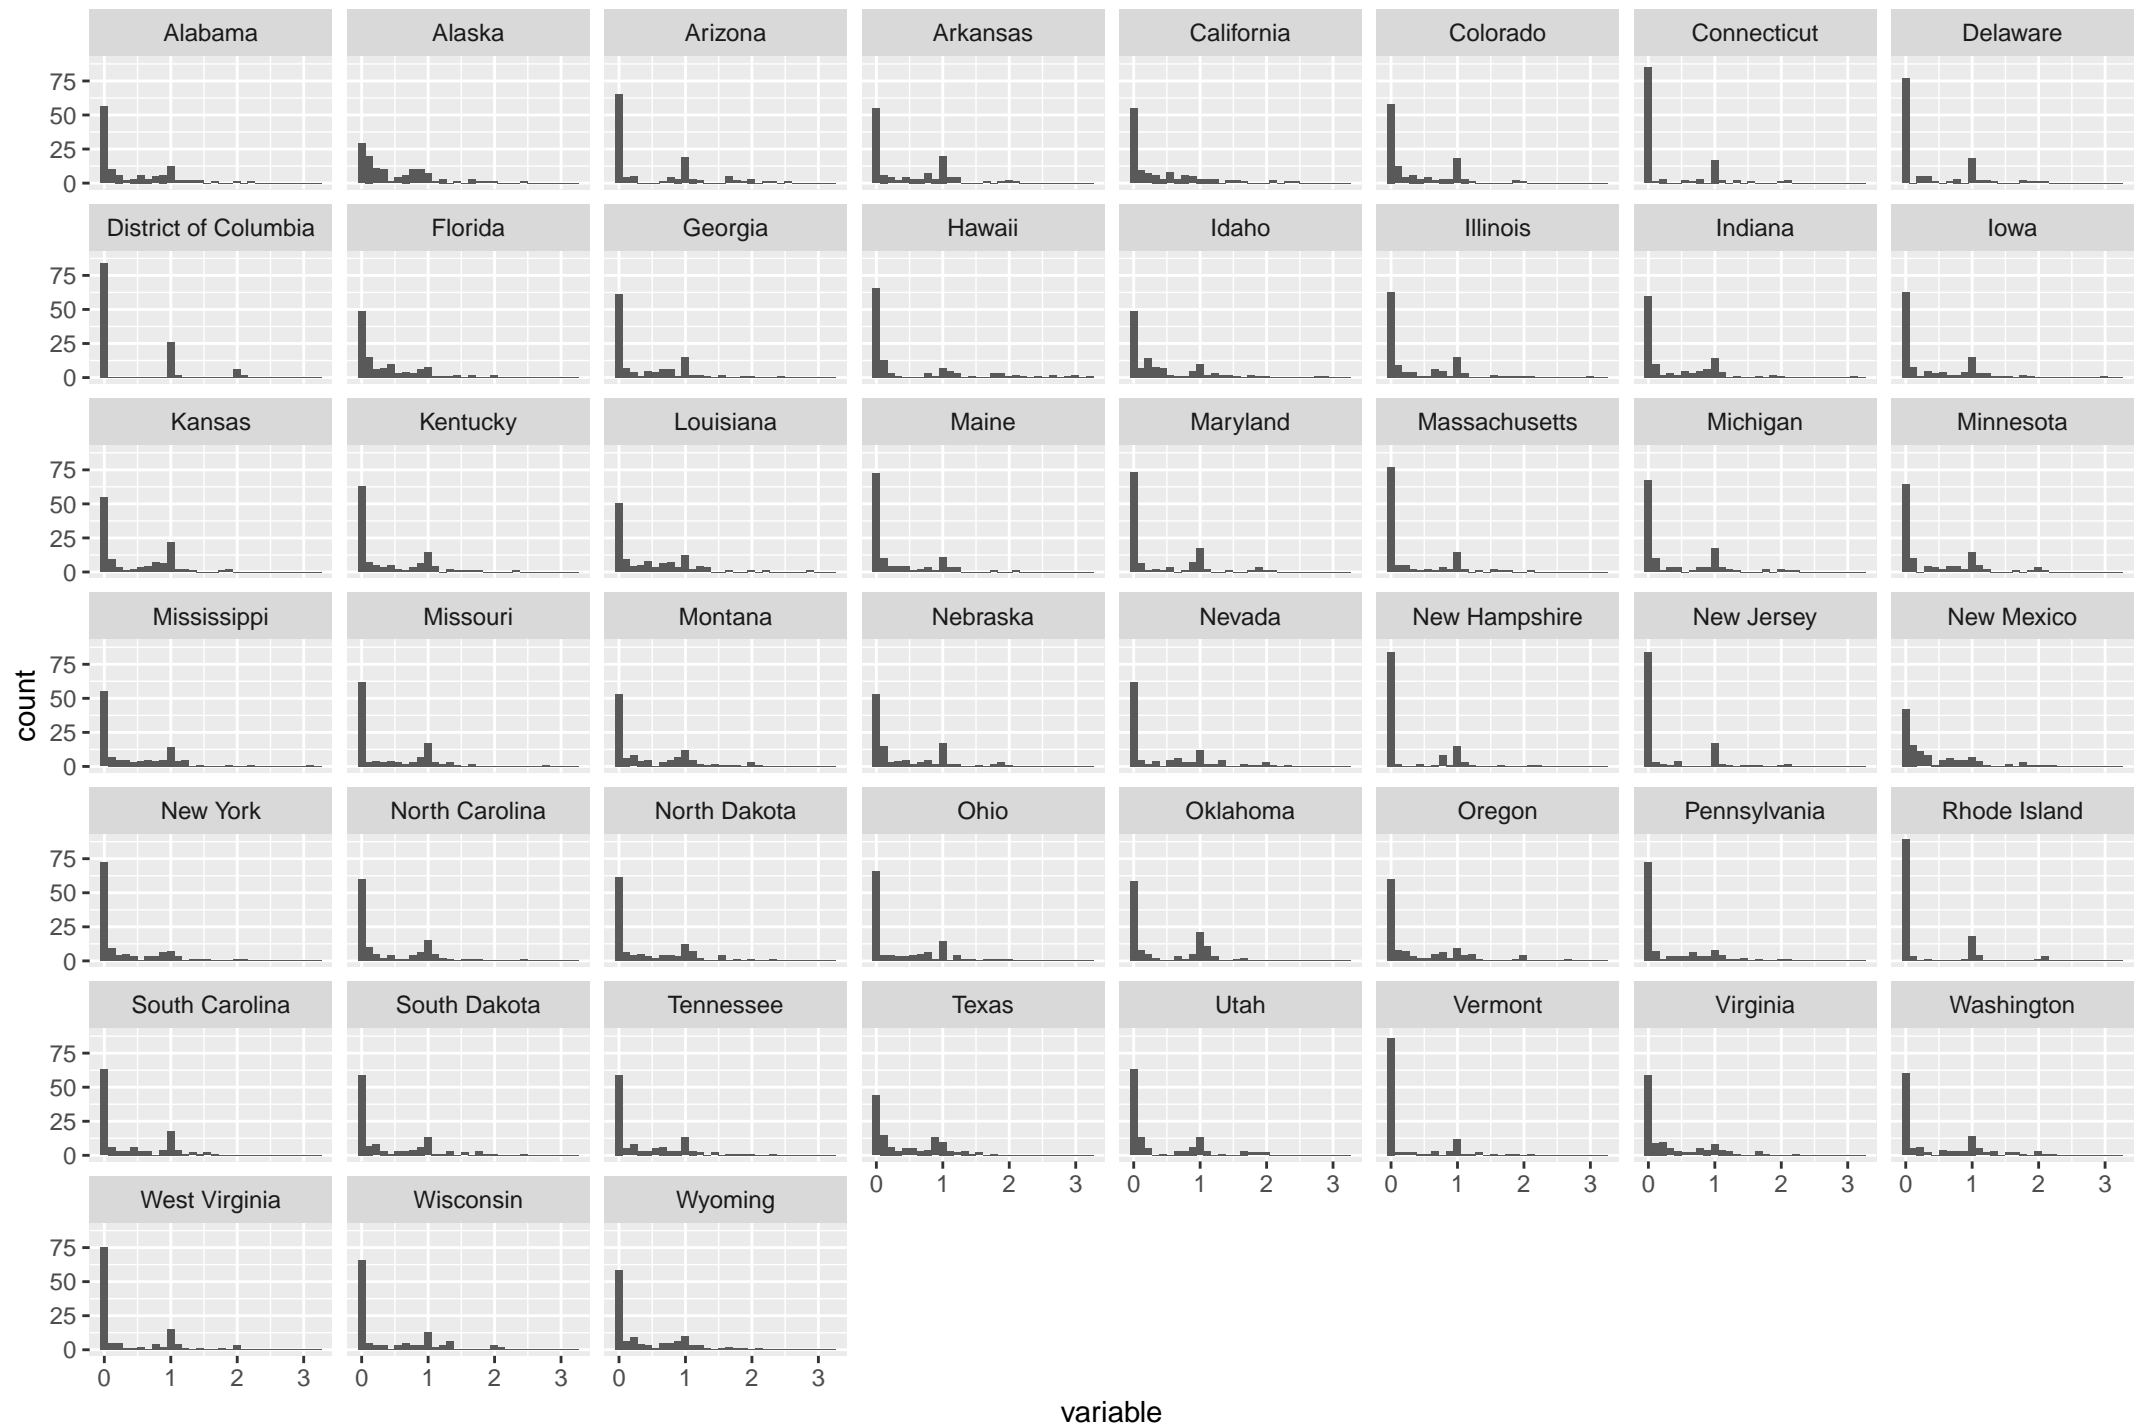 Alabama Alaska Arizona Arkansas California Colorado Connecticut Delaware
75
50
25
0
District of Columbia Florida Georgia Hawaii Idaho Illinois Indiana Iowa
75
50
25
0
Kansas Kentucky Louisiana Maine Maryland Massachusetts Michigan Minnesota
75
50
25
0
Mississippi Missouri Montana Nebraska Nevada New Hampshire New Jersey New Mexico
75
50
25
0
count
New York North Carolina North Dakota Ohio Oklahoma Oregon Pennsylvania Rhode Island
75
50
25
0
South Carolina South Dakota Tennessee Texas Utah Vermont Virginia Washington
75
50
25
0
0 1 2 3 0 1 2 3 0 1 2 3 0 1 2 3 0 1 2 3
West Virginia Wisconsin Wyoming
75
50
25
0
0 1 2 3 0 1 2 3 0 1 2 3
variable